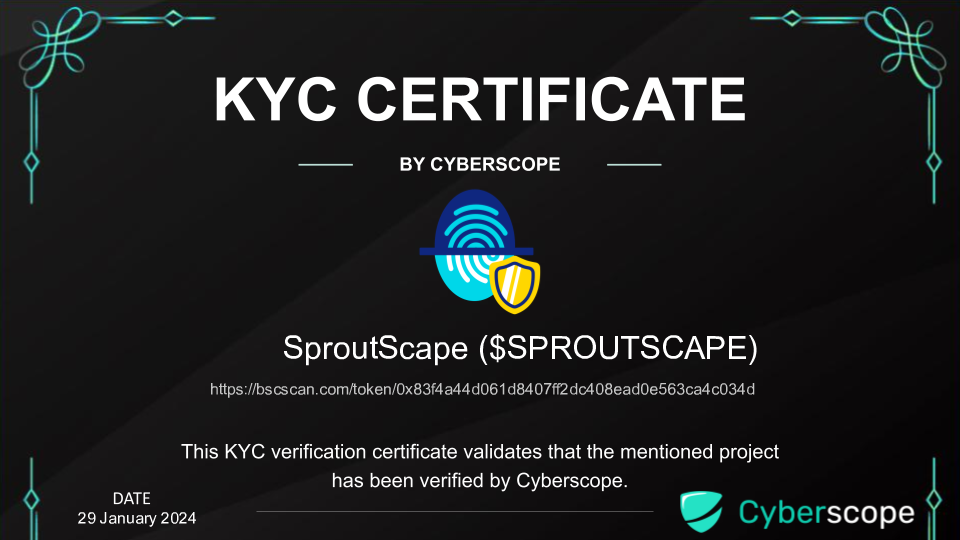 KYC CERTIFICATE
BY CYBERSCOPE
SproutScape ($SPROUTSCAPE)
https://bscscan.com/token/0x83f4a44d061d8407ff2dc408ead0e563ca4c034d
This KYC verification certificate validates that the mentioned project
has been verified by Cyberscope.
DATE
29 January 2024
Cyberscope